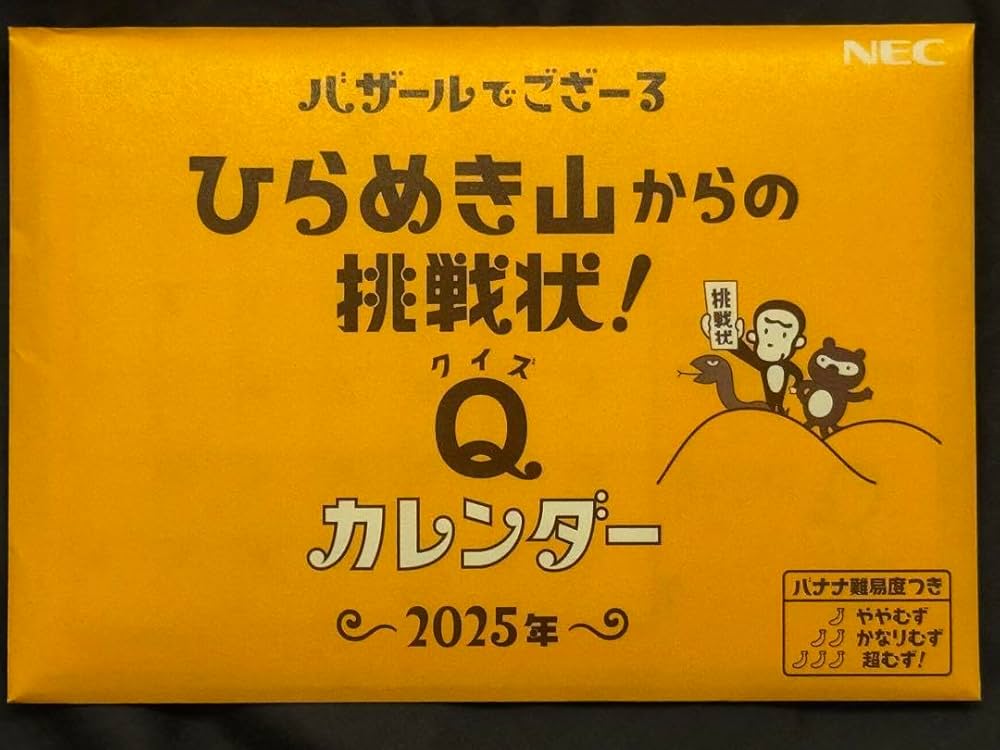 NEC
バザールでござーる
ひらめき山からの
挑戦状!
クイズ
Q
カレンダー
2025年
挑戦状
バナナ難易度つき
ややむず
かなりむず
超むず!